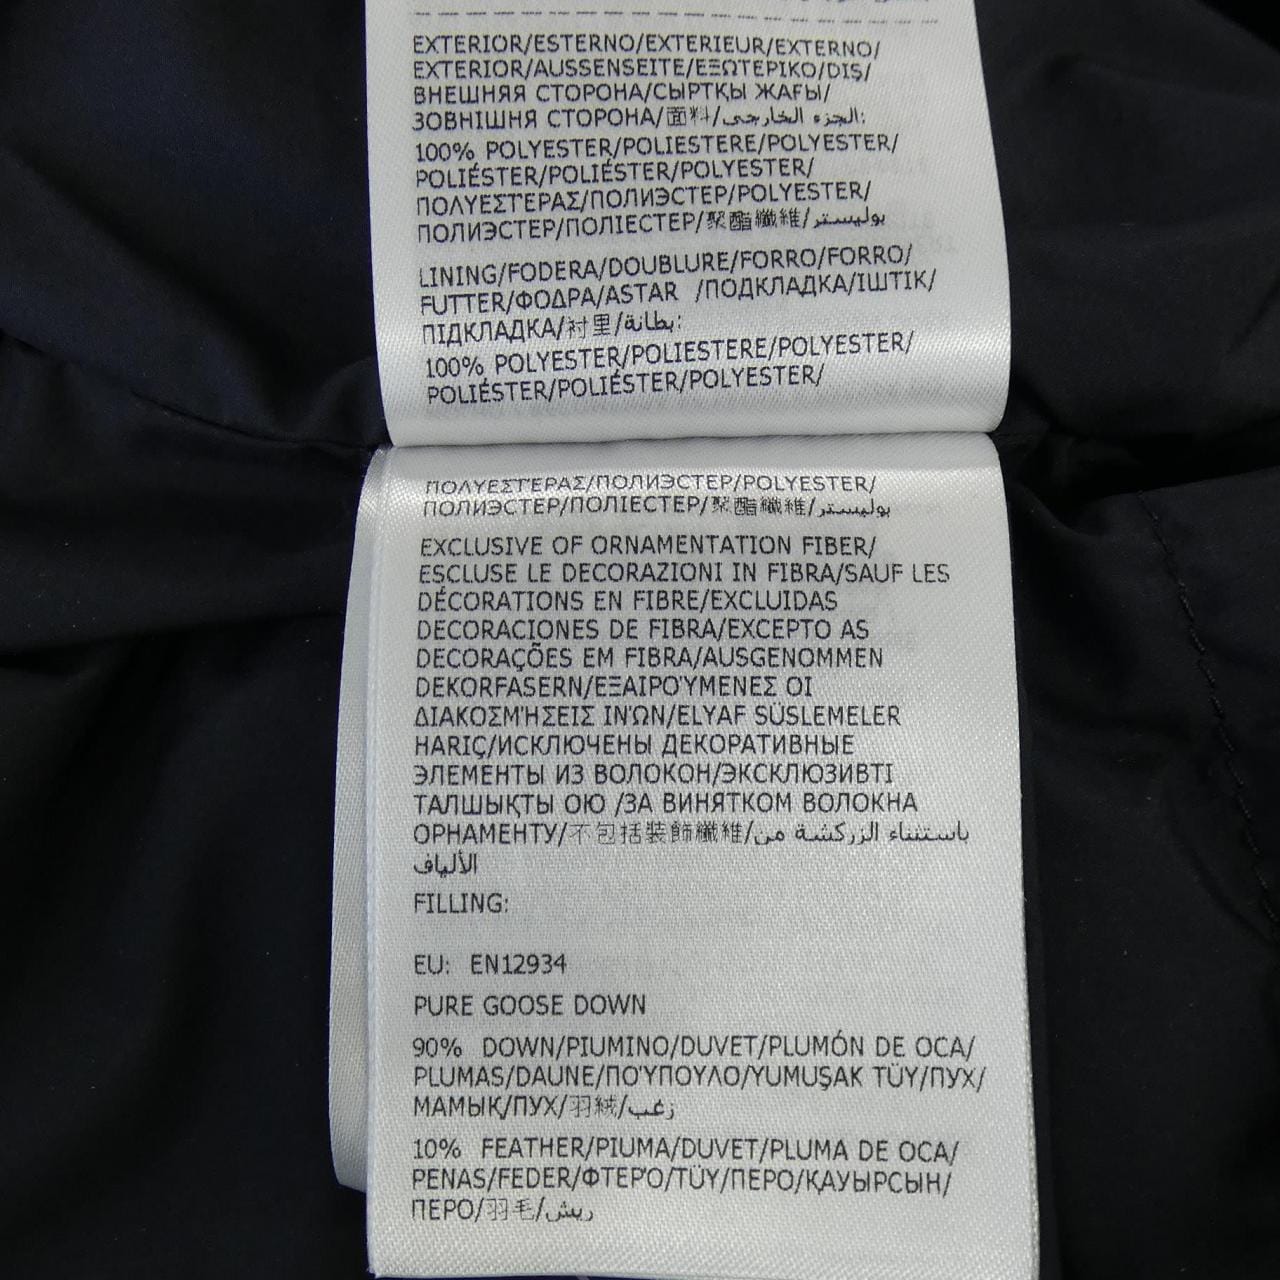 EXTERIOR/ESTERNO/EXTERIEUR/EXTERNO/
EXTERIOR/AUSSENSEITE/ΕΞΩΤΕΡΙΚΟ/DIŞ/
ВНЕШНЯЯ СТОРОНА/СЫРТҚЫ ЖАҒЫ/
ЗОВНІШНЯ СТОРОНА/面料/الجزء الخارجي:
100% POLYESTER/POLIESTERE/POLYESTER/
POLIÉSTER/POLIÉSTER/POLYESTER/
ΠΟΛΥΕΣΤΕΡΑΣ/ПОЛИЭСТЕР/POLYESTER/
ПОЛИЭСТЕР/ПОЛІЕСТЕР/聚酯纖維/بوليستر
LINING/FODERA/DOUBLURE/FORRO/FORRO/
FUTTER/ΦΟΔΡΑ/ASTAR /ПОДКЛАДКА/ІШТІК/
ПІДКЛАДКА/衬里/بطانة:
100% POLYESTER/POLIESTERE/POLYESTER/
POLIÉSTER/POLIÉSTER/POLYESTER/
ΠΟΛΥΕΣΤΕΡΑΣ/ПОЛИЭСТЕР/POLYESTER/
ПОЛИЭСТЕР/ПОЛІЕСТЕР/聚酯纖維/بوليستر
EXCLUSIVE OF ORNAMENTATION FIBER/
ESCLUSE LE DECORAZIONI IN FIBRA/SAUF LES
DÉCORATIONS EN FIBRE/EXCLUIDAS
DECORACIONES DE FIBRA/EXCEPTO AS
DECORAÇÕES EM FIBRA/AUSGENOMMEN
DEKORFASERN/ΕΞΑΙΡΟΎΜΕΝΕΣ ΟΙ
ΔΙΑΚΟΣΜΉΣΕΙΣ ΙΝΏΝ/ELYAF SÜSLEMELER
HARIÇ/ИСКЛЮЧЕНЫ ДЕКОРАТИВНЫЕ
ЭЛЕМЕНТЫ ИЗ ВОЛОКОН/ЭКСКЛЮЗИВТІ
ТАЛШЫҚТЫ ОЮ /ЗА ВИНЯТКОМ ВОЛОКНА
ОРНАМЕНТУ/不包括裝飾纖維/باستثناء الزركشة من
الألياف
FILLING:
EU: EN12934
PURE GOOSE DOWN
90% DOWN/PIUMINO/DUVET/PLUMÓN DE OCA/
PLUMAS/DAUNE/ΠΟΎΠΟΥΛΟ/YUMUŞAK TÜY/ПУХ/
МАМЫҚ/ПУХ/羽絨/زغب
10% FEATHER/PIUMA/DUVET/PLUMA DE OCA/
PENAS/FEDER/ΦΤΕΡΌ/TÜY/ПЕРО/ҚАУЫРСЫН/
ПЕРО/羽毛/ريش